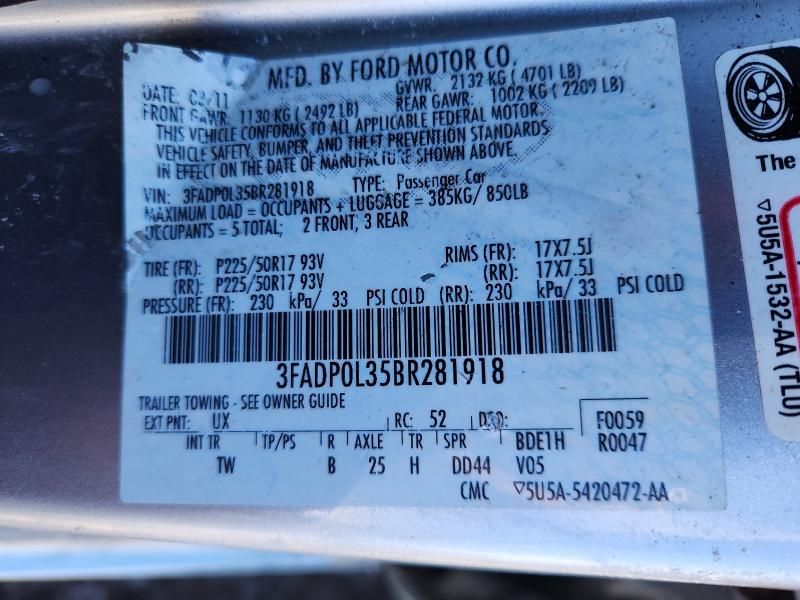 MFD. BY FORD MOTOR CO.
DATE: 03/11 GVWR: 2132 KG ( 4701 LB)
FRONT GAWR: 1130 KG ( 2492 LB) REAR GAWR: 1002 KG ( 2209 LB)
THIS VEHICLE CONFORMS TO ALL APPLICABLE FEDERAL MOTOR
VEHICLE SAFETY, BUMPER, AND THEFT PREVENTION STANDARDS
IN EFFECT ON THE DATE OF MANUFACTURE SHOWN ABOVE.
VIN: 3FADP0L35BR281918 TYPE: Passenger Car
MAXIMUM LOAD = OCCUPANTS + LUGGAGE = 385KG/ 850LB
OCCUPANTS = 5 TOTAL; 2 FRONT, 3 REAR
TIRE (FR): P225/50R17 93V RIMS (FR): 17X7.5J
(RR): P225/50R17 93V (RR): 17X7.5J
PRESSURE (FR): 230 kPa/ 33 PSI COLD (RR): 230 kPa/ 33 PSI COLD
3FADP0L35BR281918
TRAILER TOWING - SEE OWNER GUIDE
EXT PNT: UX RC: 52 DSO: F0059
INT TR TP/PS R AXLE TR SPR BDE1H R0047
TW B 25 H DD44 V05
CMC ▽5U5A-5420472-AA
The
▽5U5A-1532-AA (TLU)